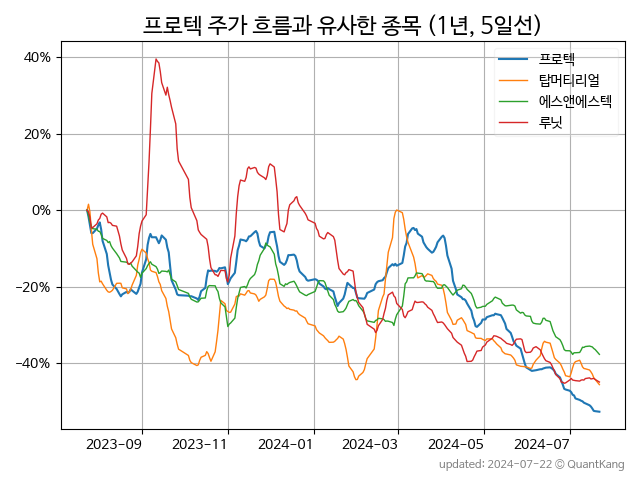 프로텍 주가 흐름과 유사한 종목 (1년, 5일선)
프로텍
탑머티리얼
에스앤에스텍
루닛
40%
20%
0%
−20%
−40%
2023-09
2023-11
2024-01
2024-03
2024-05
2024-07
updated: 2024-07-22 © QuantKang